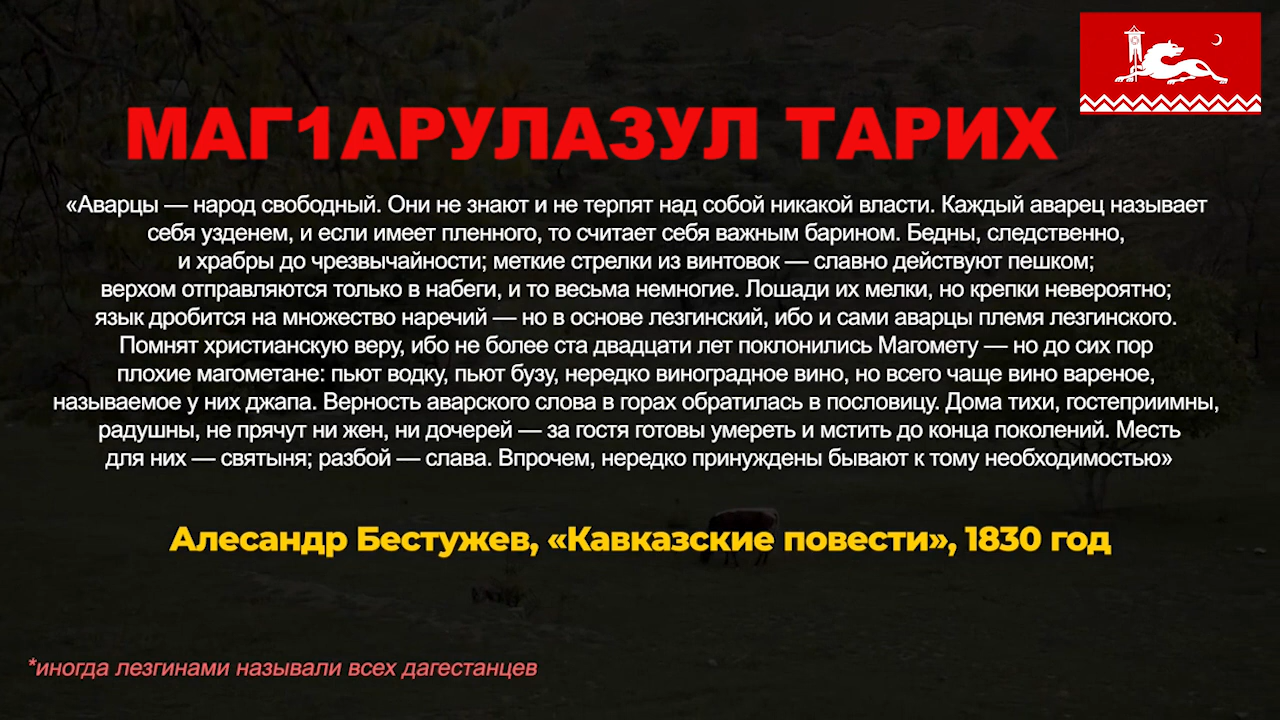 МАГ1АРУЛАЗУЛ ТАРИХ
«Аварцы — народ свободный. Они не знают и не терпят над собой никакой власти. Каждый аварец называет
себя узденем, и если имеет пленного, то считает себя важным барином. Бедны, следственно,
и храбры до чрезвычайности; меткие стрелки из винтовок — славно действуют пешком;
верхом отправляются только в набеги, и то весьма немногие. Лошади их мелки, но крепки невероятно;
язык дробится на множество наречий — но в основе лезгинский, ибо и сами аварцы племя лезгинского.
Помнят христианскую веру, ибо не более ста двадцати лет поклонились Магомету — но до сих пор
плохие магометане: пьют водку, пьют бузу, нередко виноградное вино, но всего чаще вино вареное,
называемое у них джапа. Верность аварского слова в горах обратилась в пословицу. Дома тихи, гостеприимны,
радушны, не прячут ни жен, ни дочерей — за гостя готовы умереть и мстить до конца поколений. Месть
для них — святыня; разбой — слава. Впрочем, нередко принуждены бывают к тому необходимостью»
Алесандр Бестужев, «Кавказские повести», 1830 год
*иногда лезгинами называли всех дагестанцев